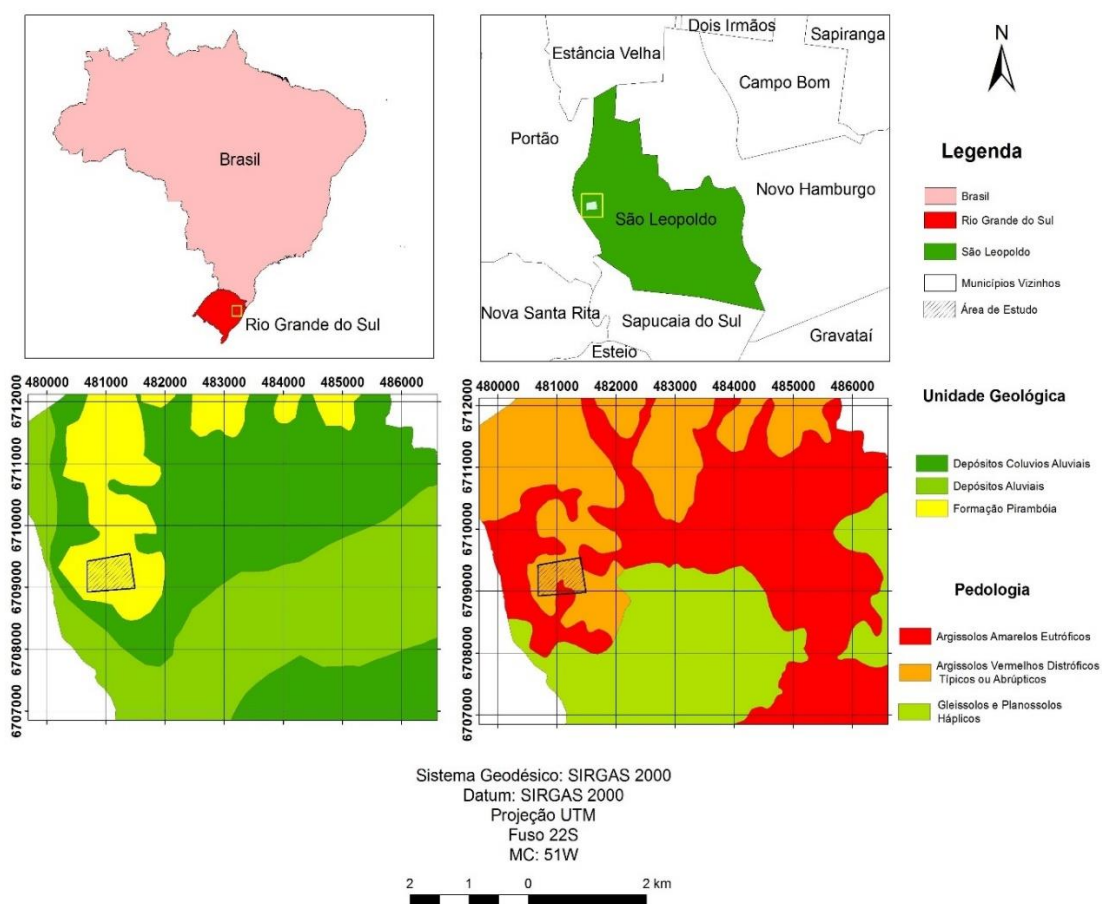 Brasil
Rio Grande do Sul
Dois Irmãos
Sapiranga
Estância Velha
Campo Bom
Portão
Novo Hamburgo
São Leopoldo
Nova Santa Rita
Sapucaia do Sul
Gravataí
Esteio
N
Legenda
Brasil
Rio Grande do Sul
São Leopoldo
Municípios Vizinhos
Área de Estudo
480000 481000 482000 483000 484000 485000 486000
6712000
6711000
6710000
6709000
6708000
6707000
480000 481000 482000 483000 484000 485000 486000
6712000
6711000
6710000
6709000
6708000
6707000
Unidade Geológica
Depósitos Coluvios Aluviais
Depósitos Aluviais
Formação Pirambóia
Pedologia
Argissolos Amarelos Eutróficos
Argissolos Vermelhos Distróficos
Típicos ou Abrúpticos
Gleissolos e Planossolos
Háplicos
Sistema Geodésico: SIRGAS 2000
Datum: SIRGAS 2000
Projeção UTM
Fuso 22S
MC: 51W
2 1 0 2 km